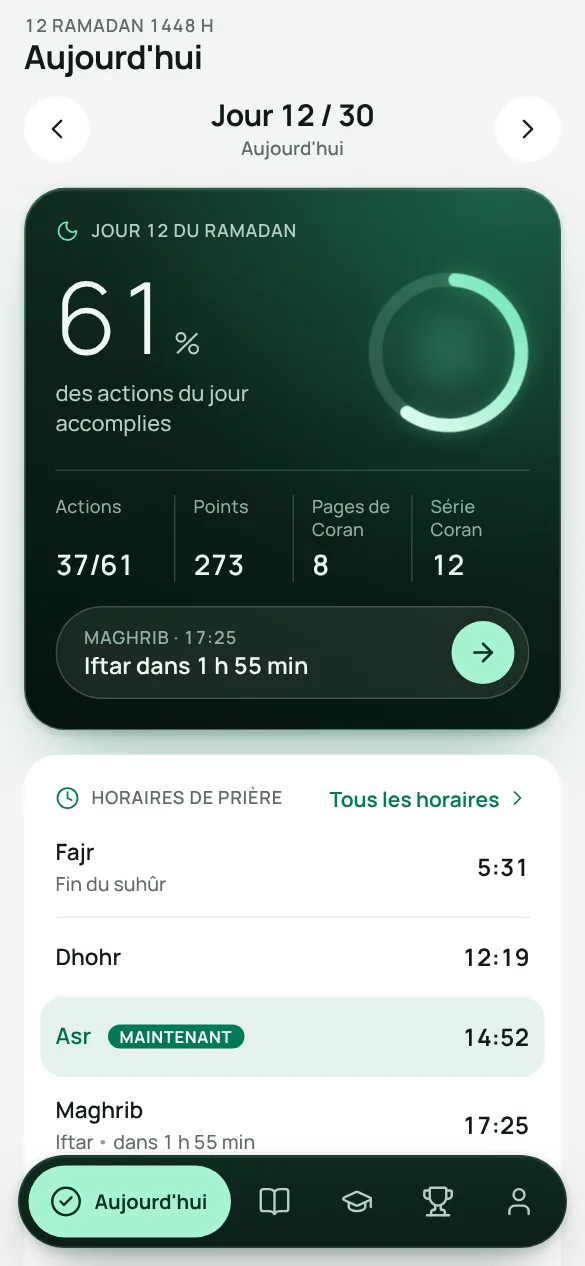 12 RAMADAN 1448 H
Aujourd'hui
Jour 12 / 30
Aujourd'hui
JOUR 12 DU RAMADAN
61 %
des actions du jour
accomplies
Actions
37/61
Points
273
Pages de
Coran
8
Série
Coran
12
MAGHRIB · 17:25
Iftar dans 1 h 55 min
HORAIRES DE PRIÈRE
Tous les horaires
Fajr
5:31
Fin du suhûr
Dhohr
12:19
Asr MAINTENANT
14:52
Maghrib
17:25
Iftar • dans 1 h 55 min
Aujourd'hui